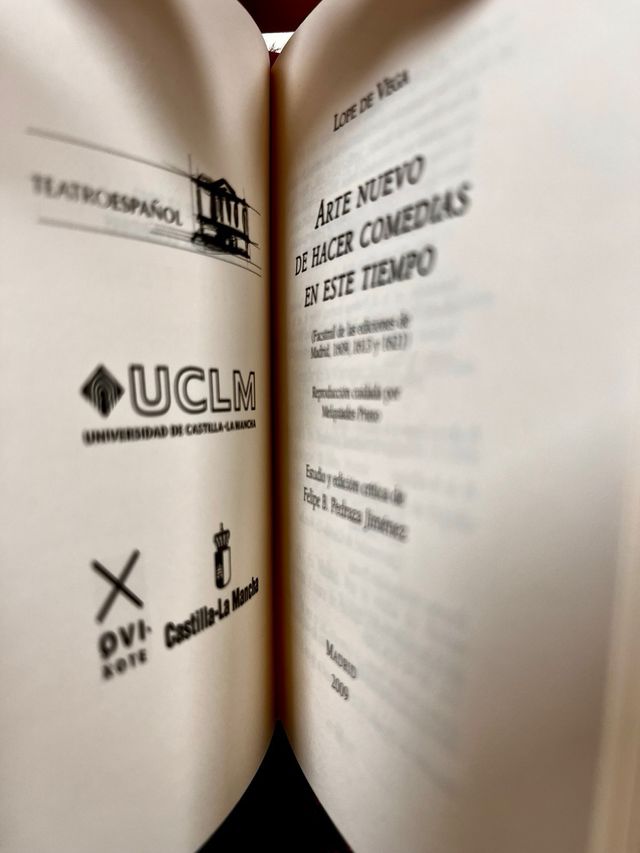 TEATROESPAÑOL
UCLM
UNIVERSIDAD DE CASTILLA-LA MANCHA
QVI·
XOTE
Castilla-La Mancha
LOPE DE VEGA
ARTE NUEVO
DE HACER COMEDIAS
EN ESTE TIEMPO
(Facsímil de las ediciones de
Madrid, 1609, 1613 y 1621)
Reproducción cuidada por
Melquíades Prieto
Estudio y edición crítica de
Felipe B. Pedraza Jiménez
MADRID
2009